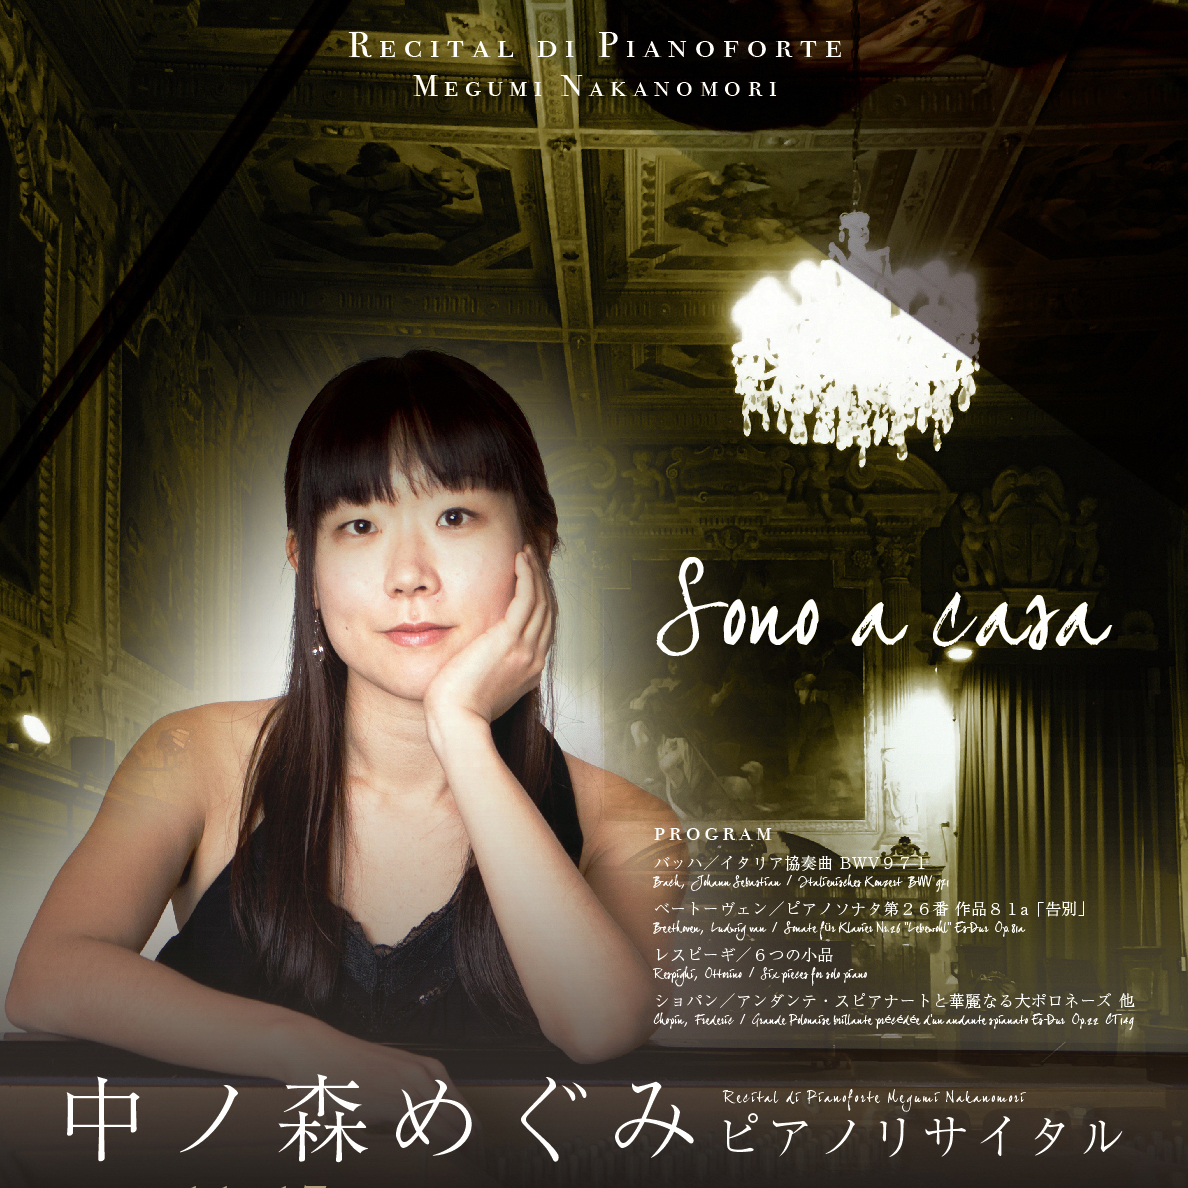 RECITAL DI PIANOFORTE
MEGUMI NAKANOMORI
Sono a casa
PROGRAM
バッハ／イタリア協奏曲 BWV９７１
Bach, Johann Sebastian / Italienisches Konzert BWV 971
ベートーヴェン／ピアノソナタ第２６番 作品８１a「告別」
Beethoven, Ludwig van / Sonate für Klavier Nr.26 "Lebewohl" Es-Dur Op.81a
レスピーギ／６つの小品
Respighi, Ottorino / Six pieces for solo piano
ショパン／アンダンテ・スピアナートと華麗なる大ポロネーズ 他
Chopin, Frederic / Grande Polonaise brillante précédée d'un andante spianato Es-Dur Op.22 CT149
中ノ森めぐみ
Recital di Pianoforte Megumi Nakanomori
ピアノリサイタル